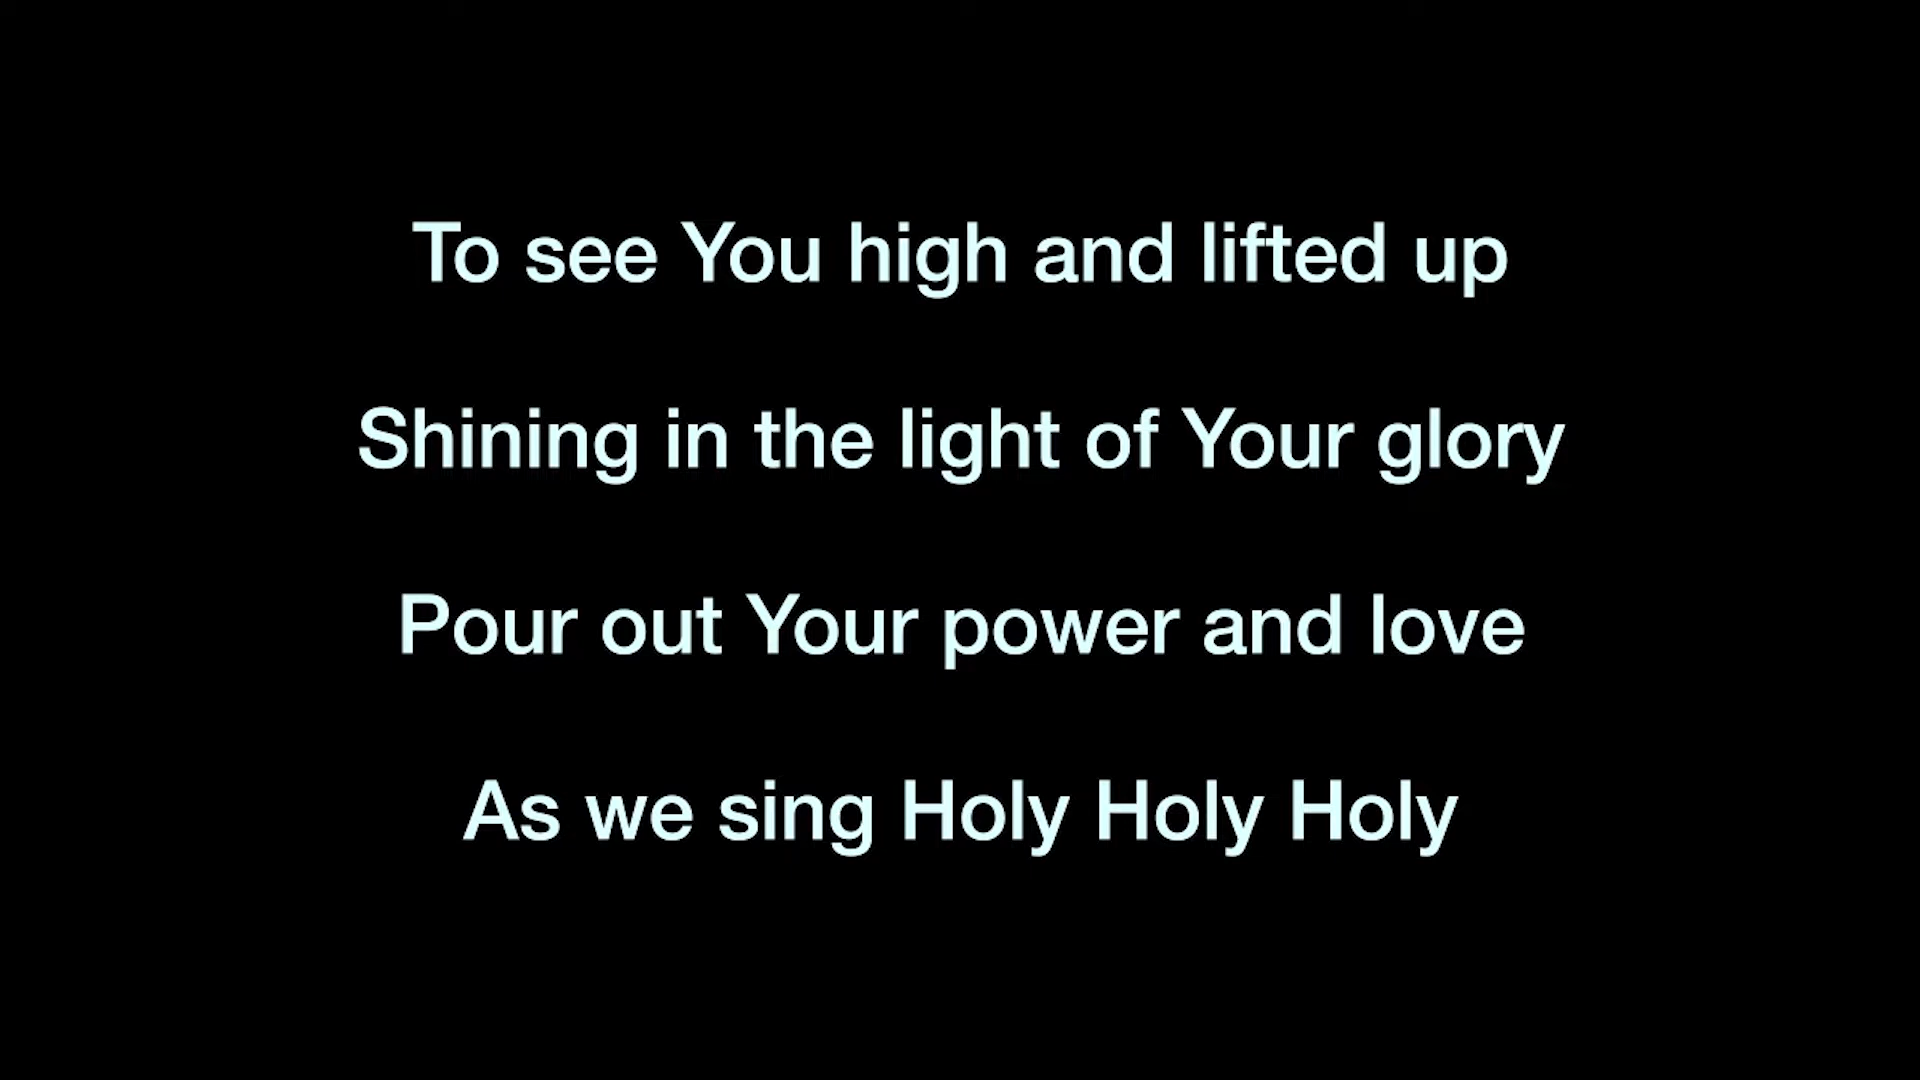 To see You high and lifted up
Shining in the light of Your glory
Pour out Your power and love
As we sing Holy Holy Holy